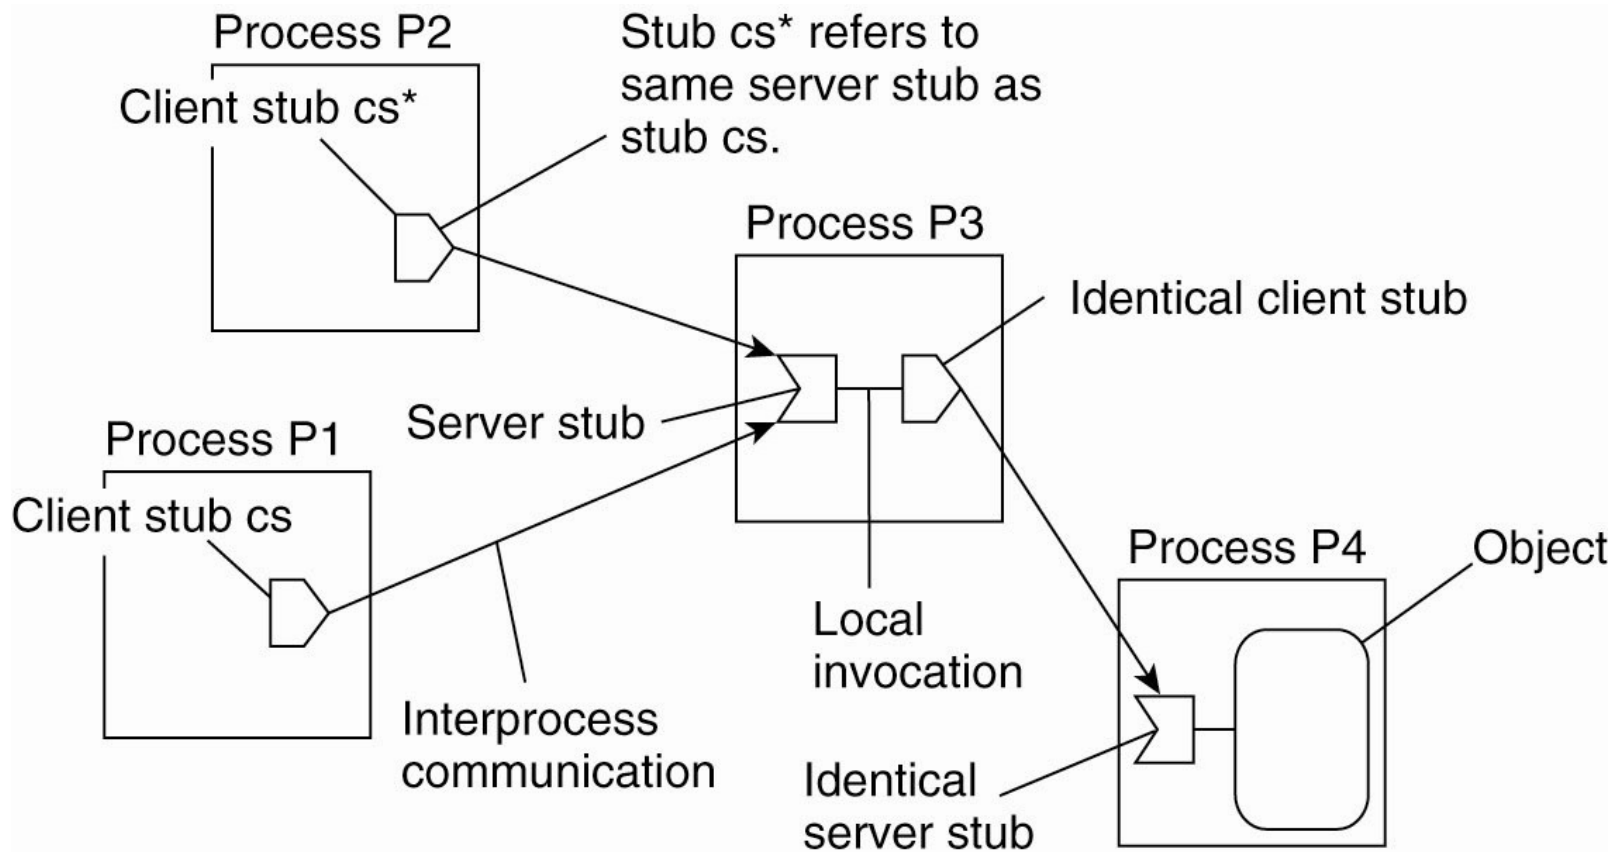 Process P2
Client stub cs*
Stub cs* refers to
same server stub as
stub cs.
Process P3
Identical client stub
Server stub
Process P1
Client stub cs
Interprocess
communication
Local
invocation
Process P4
Object
Identical
server stub